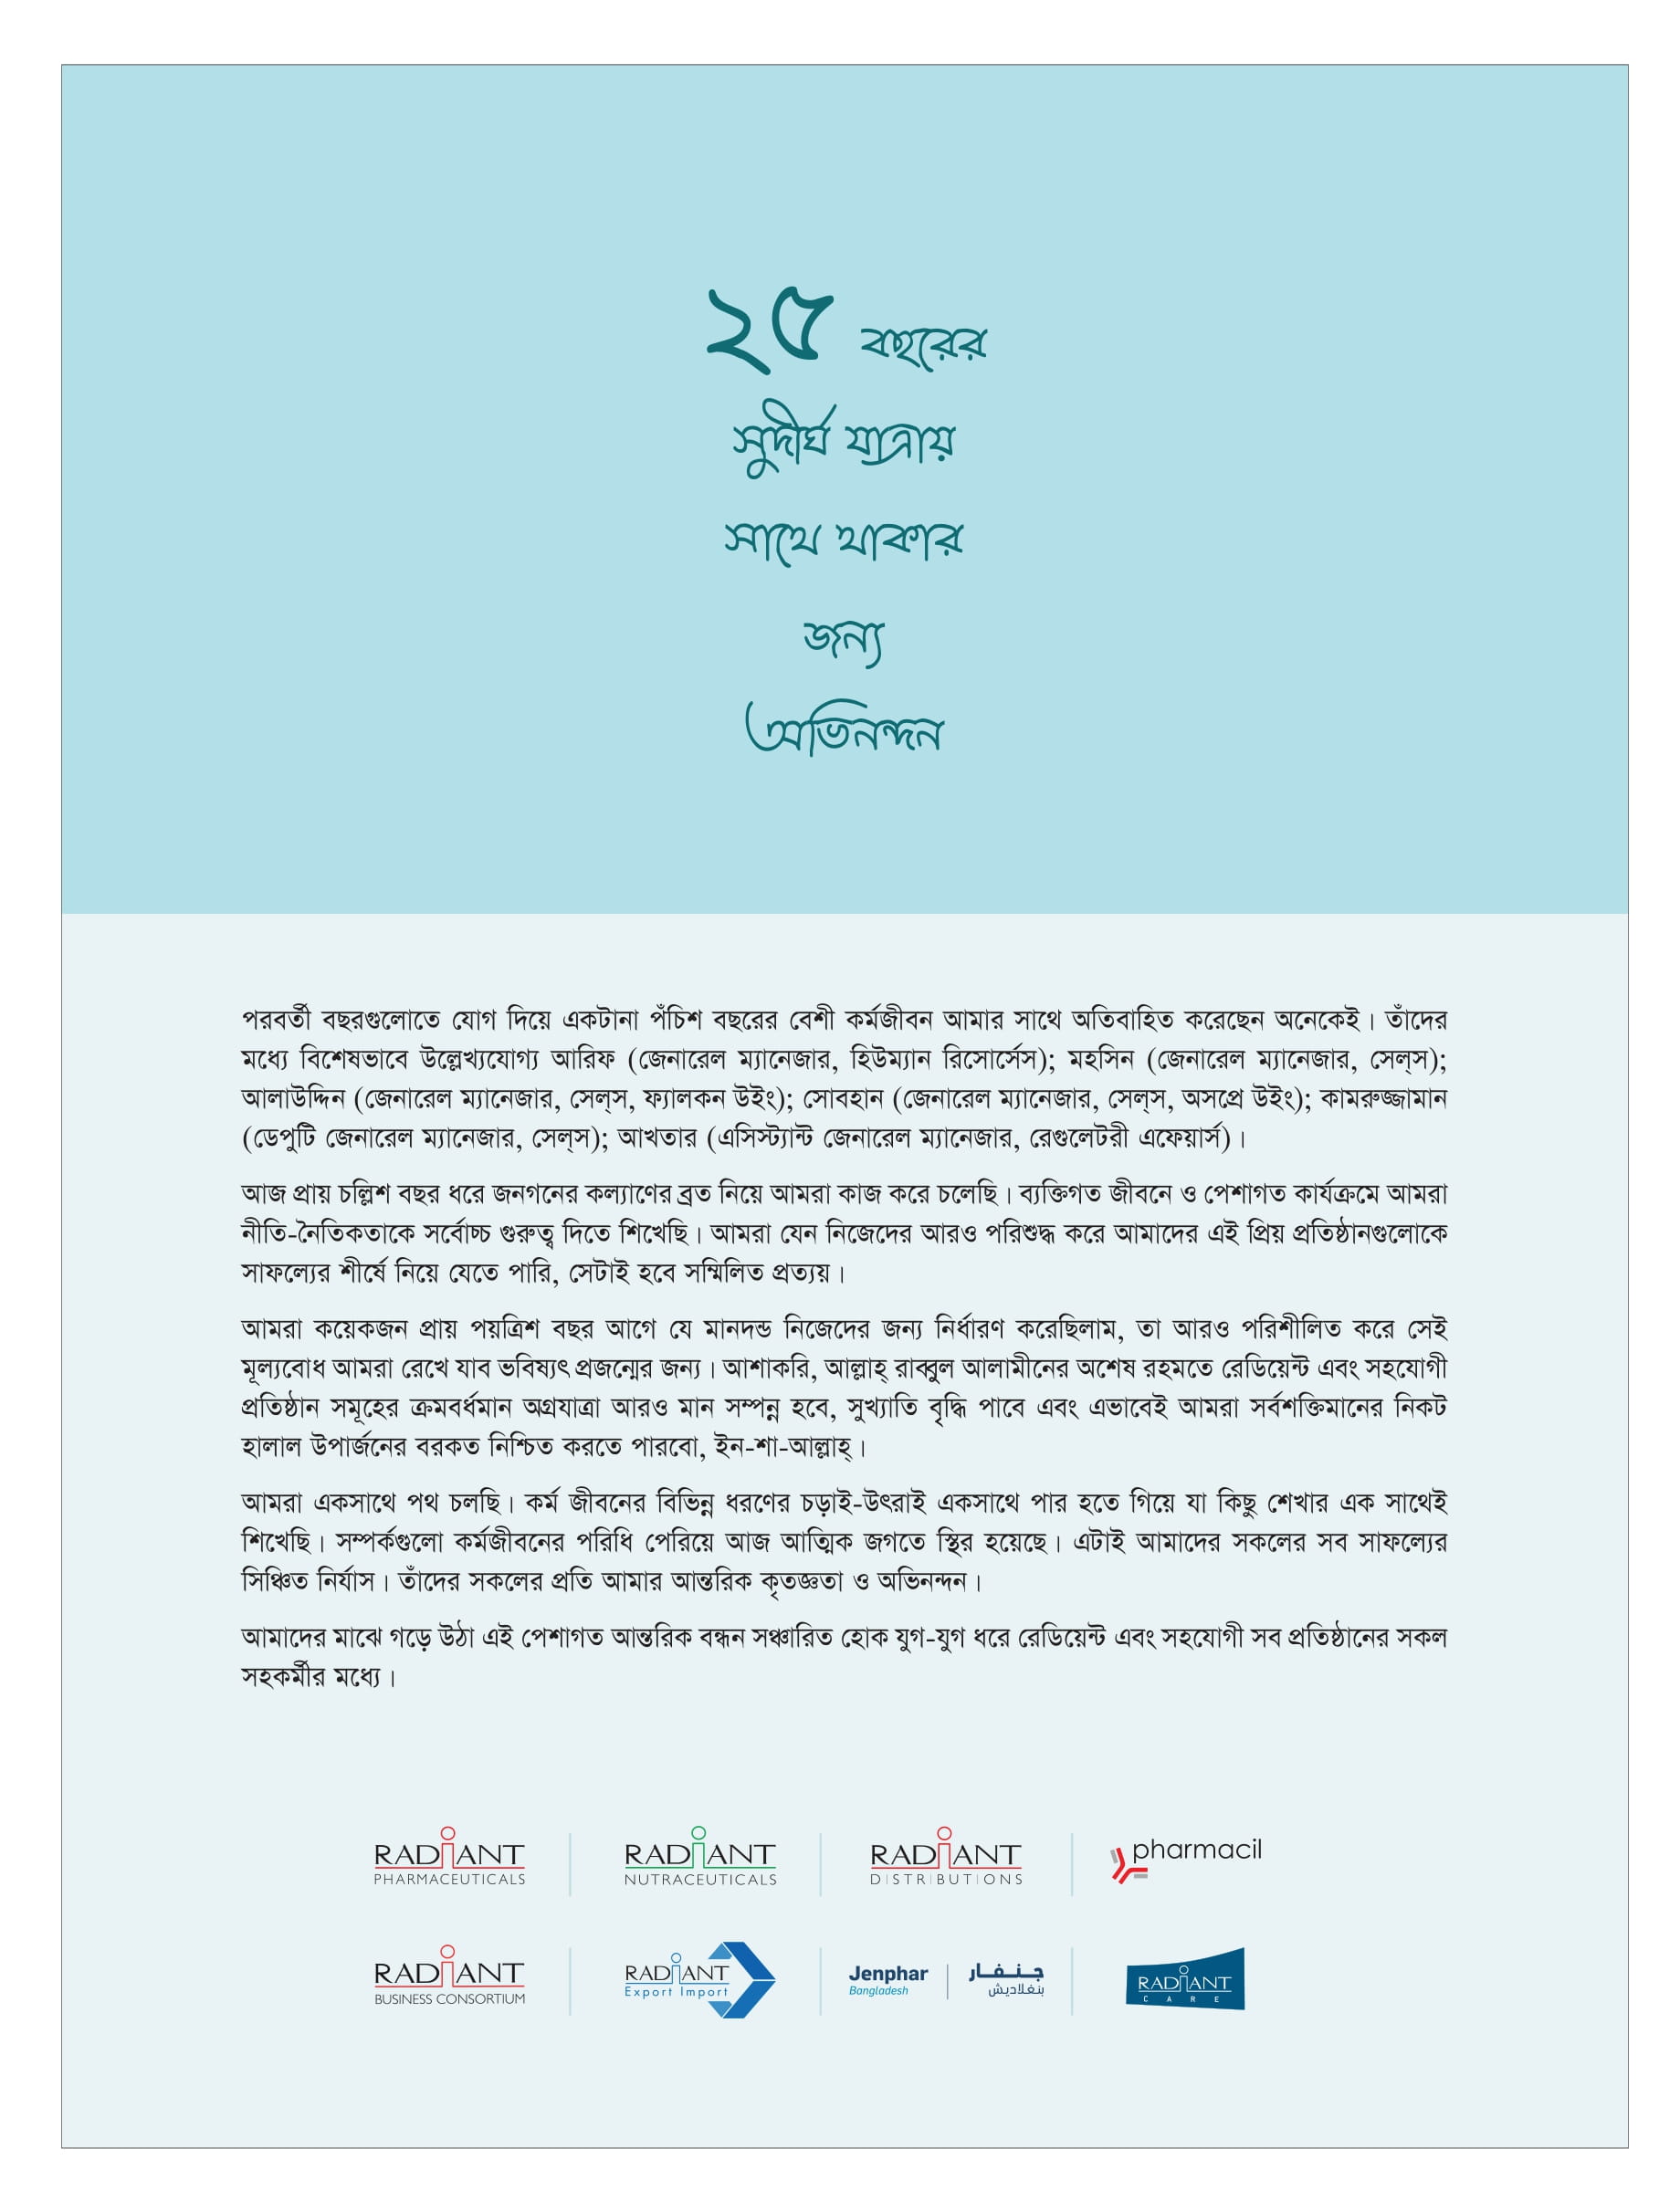 ২৫ বছরের
সুদীর্ঘ যাত্রায়
সাথে থাকার
জন্য
অভিনন্দন
পরবর্তী বছরগুলোতে যোগ দিয়ে একটানা পঁচিশ বছরের বেশী কর্মজীবন আমার সাথে অতিবাহিত করেছেন অনেকেই। তাঁদের
মধ্যে বিশেষভাবে উল্লেখ্যযোগ্য আরিফ (জেনারেল ম্যানেজার, হিউম্যান রিসোর্সেস); মহসিন (জেনারেল ম্যানেজার, সেল্‌স);
আলাউদ্দিন (জেনারেল ম্যানেজার, সেল্‌স, ফ্যালকন উইং); সোবহান (জেনারেল ম্যানেজার, সেল্‌স, অসপ্রে উইং); কামরুজ্জামান
(ডেপুটি জেনারেল ম্যানেজার, সেল্‌স); আখতার (এসিস্ট্যান্ট জেনারেল ম্যানেজার, রেগুলেটরী এফেয়ার্স)।
আজ প্রায় চল্লিশ বছর ধরে জনগনের কল্যাণের ব্রত নিয়ে আমরা কাজ করে চলেছি। ব্যক্তিগত জীবনে ও পেশাগত কার্যক্রমে আমরা
নীতি-নৈতিকতাকে সর্বোচ্চ গুরুত্ব দিতে শিখেছি। আমরা যেন নিজেদের আরও পরিশুদ্ধ করে আমাদের এই প্রিয় প্রতিষ্ঠানগুলোকে
সাফল্যের শীর্ষে নিয়ে যেতে পারি, সেটাই হবে সম্মিলিত প্রত্যয়।
আমরা কয়েকজন প্রায় পয়ত্রিশ বছর আগে যে মানদন্ড নিজেদের জন্য নির্ধারণ করেছিলাম, তা আরও পরিশীলিত করে সেই
মূল্যবোধ আমরা রেখে যাব ভবিষ্যৎ প্রজন্মের জন্য। আশাকরি, আল্লাহ্ রাব্বুল আলামীনের অশেষ রহমতে রেডিয়েন্ট এবং সহযোগী
প্রতিষ্ঠান সমূহের ক্রমবর্ধমান অগ্রযাত্রা আরও মান সম্পন্ন হবে, সুখ্যাতি বৃদ্ধি পাবে এবং এভাবেই আমরা সর্বশক্তিমানের নিকট
হালাল উপার্জনের বরকত নিশ্চিত করতে পারবো, ইন-শা-আল্লাহ্।
আমরা একসাথে পথ চলছি। কর্ম জীবনের বিভিন্ন ধরণের চড়াই-উৎরাই একসাথে পার হতে গিয়ে যা কিছু শেখার এক সাথেই
শিখেছি। সম্পর্কগুলো কর্মজীবনের পরিধি পেরিয়ে আজ আত্মিক জগতে স্থির হয়েছে। এটাই আমাদের সকলের সব সাফল্যের
সিঞ্চিত নির্যাস। তাঁদের সকলের প্রতি আমার আন্তরিক কৃতজ্ঞতা ও অভিনন্দন।
আমাদের মাঝে গড়ে উঠা এই পেশাগত আন্তরিক বন্ধন সঞ্চারিত হোক যুগ-যুগ ধরে রেডিয়েন্ট এবং সহযোগী সব প্রতিষ্ঠানের সকল
সহকর্মীর মধ্যে।
RADIANT
PHARMACEUTICALS
RADIANT
NUTRACEUTICALS
RADIANT
DISTRIBUTIONS
pharmacil
RADIANT
BUSINESS CONSORTIUM
RADIANT
Export Import
Jenphar
Bangladesh
جنفار
بنغلاديش
RADIANT
CARE